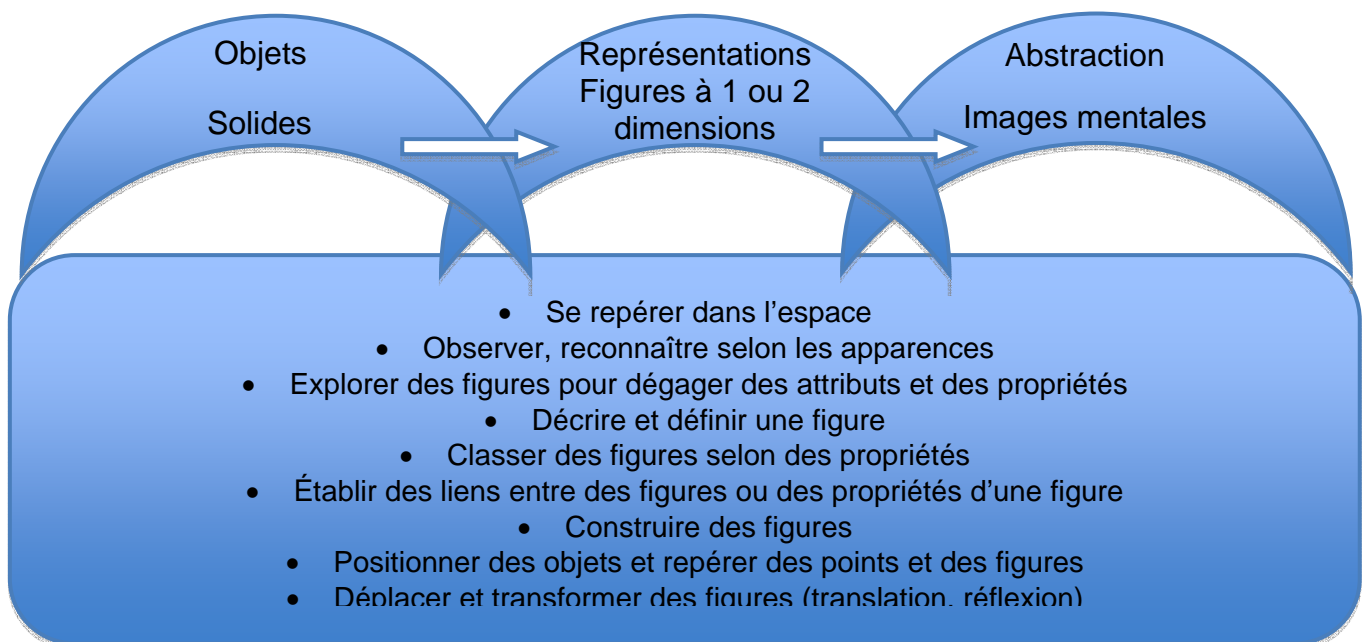 Objets
Solides
Représentations
Figures à 1 ou 2
dimensions
Abstraction
Images mentales
• Se repérer dans l’espace
• Observer, reconnaître selon les apparences
• Explorer des figures pour dégager des attributs et des propriétés
• Décrire et définir une figure
• Classer des figures selon des propriétés
• Établir des liens entre des figures ou des propriétés d’une figure
• Construire des figures
• Positionner des objets et repérer des points et des figures
• Déplacer et transformer des figures (translation, réflexion)